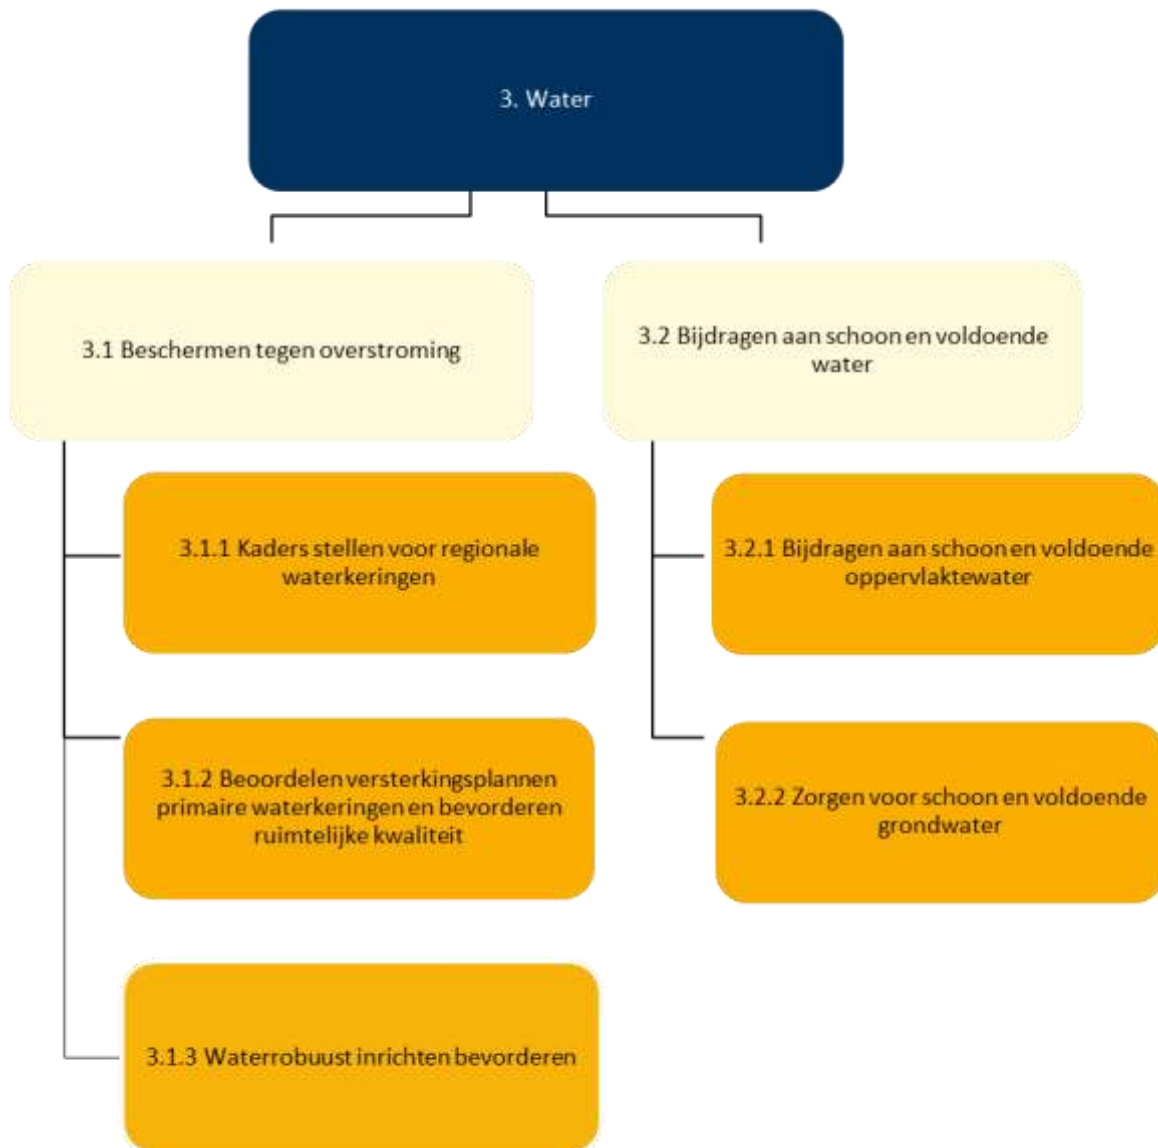 3. Water
3.1 Beschermen tegen overstroming
3.2 Bijdragen aan schoon en voldoende
water
3.1.1 Kaders stellen voor regionale
waterkeringen
3.2.1 Bijdragen aan schoon en voldoende
oppervlaktewater
3.1.2 Beoordelen versterkingsplannen
primaire waterkeringen en bevorderen
ruimtelijke kwaliteit
3.2.2 Zorgen voor schoon en voldoende
grondwater
3.1.3 Waterrobuust inrichten bevorderen